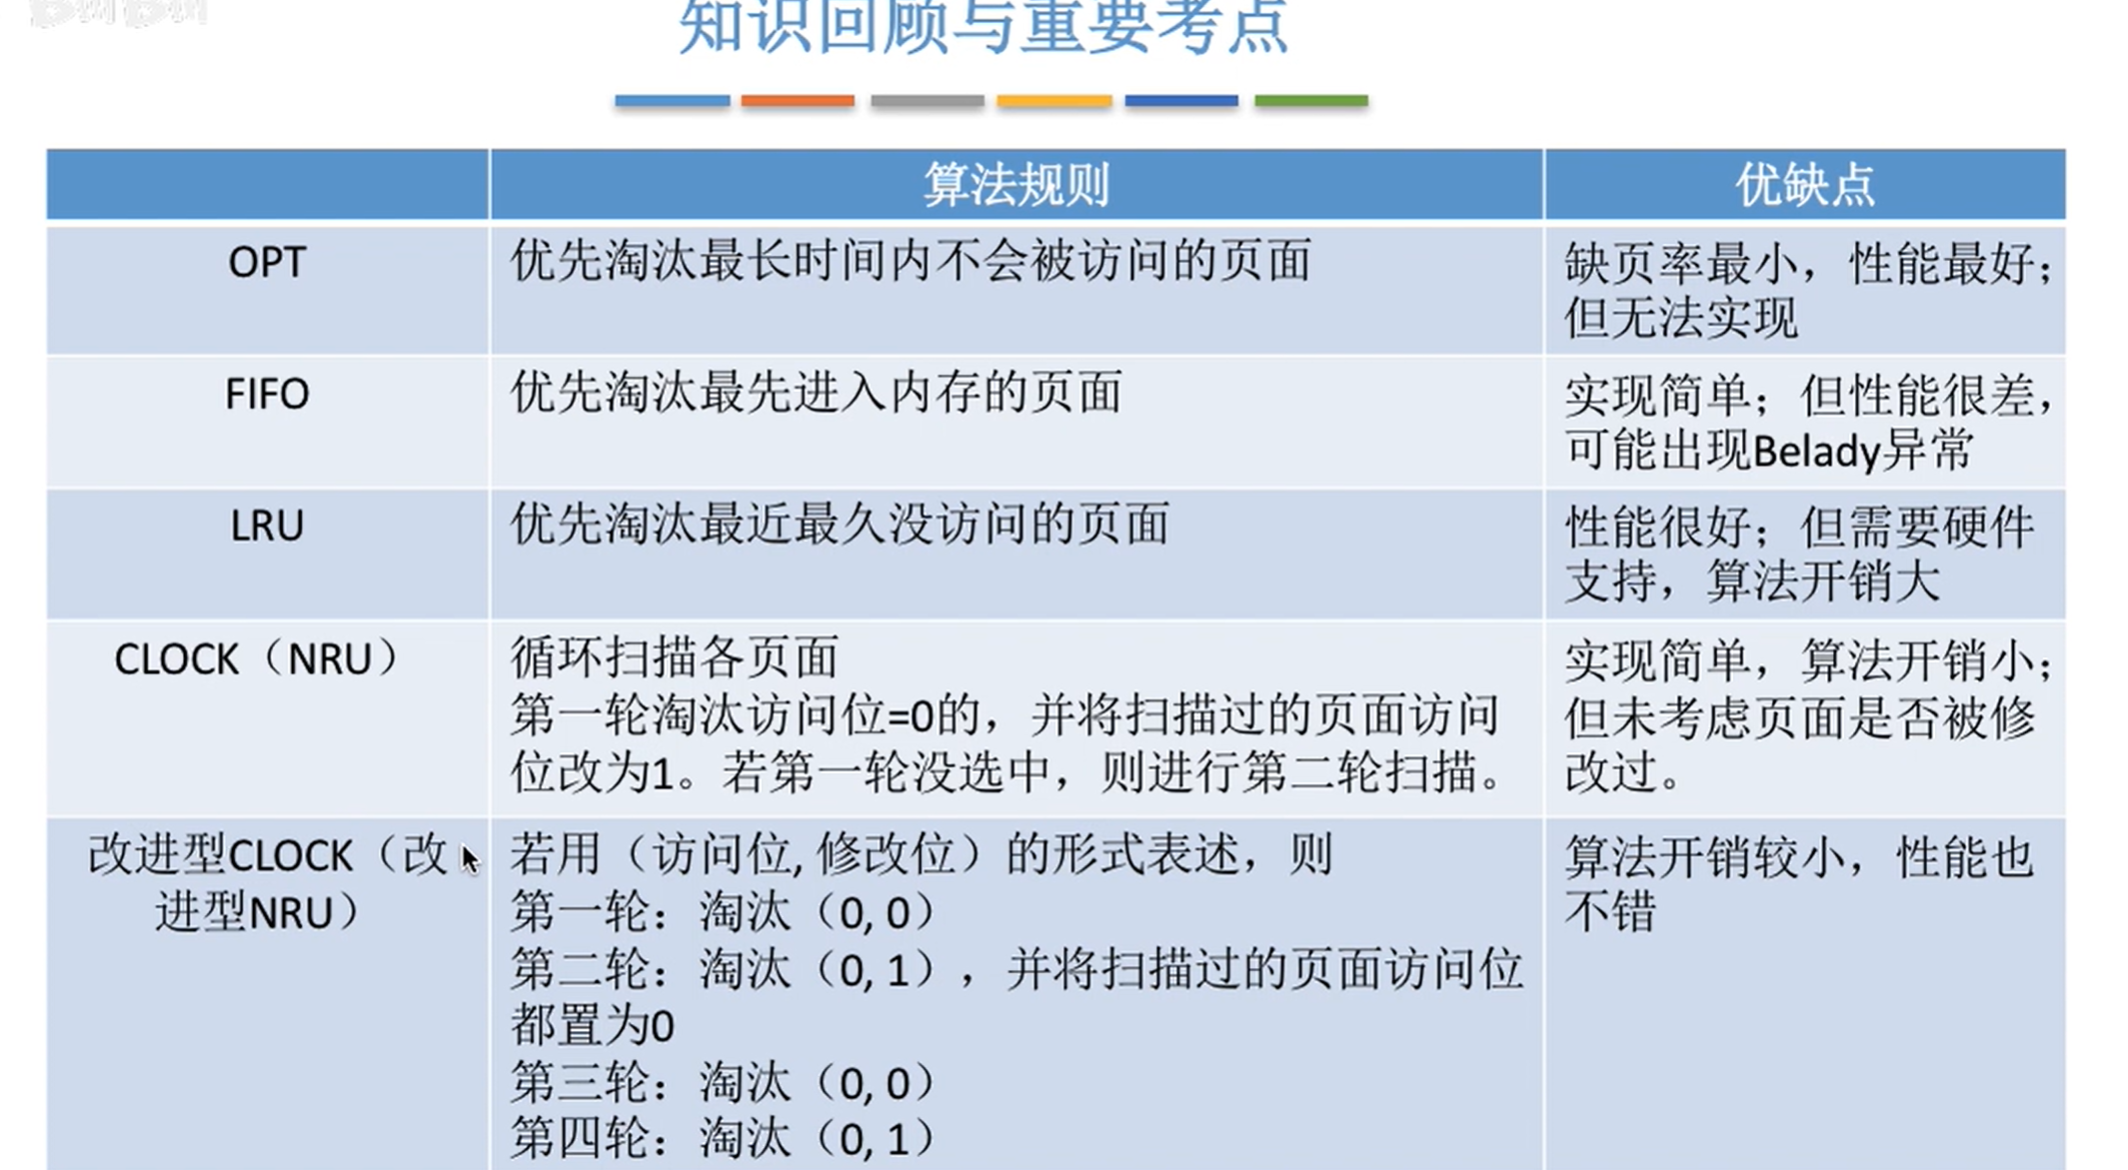 知识回顾与重要考点
算法规则
优缺点
OPT
优先淘汰最长时间内不会被访问的页面
缺页率最小，性能最好；
但无法实现
FIFO
优先淘汰最先进入内存的页面
实现简单；但性能很差，
可能出现Belady异常
LRU
优先淘汰最近最久没访问的页面
性能很好；但需要硬件
支持，算法开销大
CLOCK（NRU）
循环扫描各页面
第一轮淘汰访问位=0的，并将扫描过的页面访问
位改为1。若第一轮没选中，则进行第二轮扫描。
实现简单，算法开销小；
但未考虑页面是否被修
改过。
改进型CLOCK（改
进型NRU）
若用（访问位, 修改位）的形式表述，则
第一轮：淘汰（0, 0）
第二轮：淘汰（0, 1），并将扫描过的页面访问位
都置为0
第三轮：淘汰（0, 0）
第四轮：淘汰（0, 1）
算法开销较小，性能也
不错